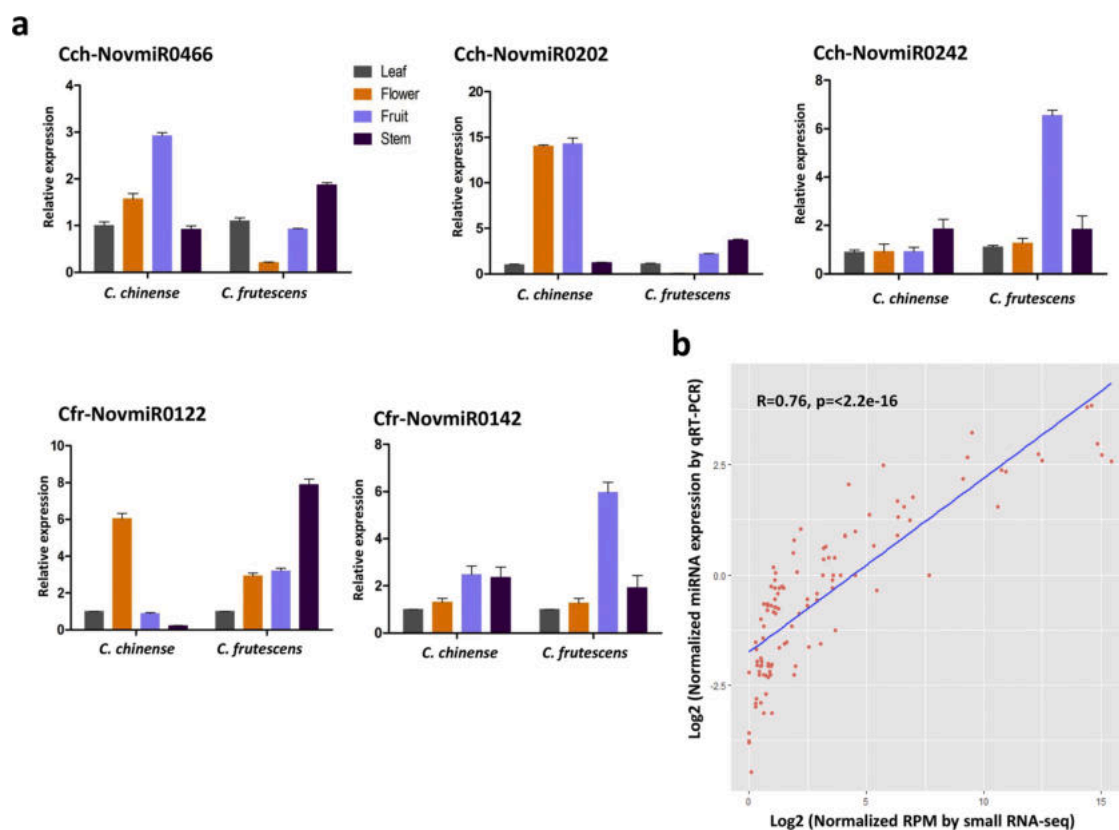 a
Cch-NovmiR0466
Leaf
Flower
Fruit
Stem
Relative expression
4
3
2
1
0
C. chinense
C. frutescens
Cch-NovmiR0202
Relative expression
20
15
10
5
0
C. chinense
C. frutescens
Cch-NovmiR0242
Relative expression
8
6
4
2
0
C. chinense
C. frutescens
Cfr-NovmiR0122
Relative expression
10
8
6
4
2
0
C. chinense
C. frutescens
Cfr-NovmiR0142
Relative expression
8
6
4
2
0
C. chinense
C. frutescens
b
R=0.76, p=<2.2e-16
Log2 (Normalized miRNA expression by qRT-PCR)
2.5
0.0
-2.5
0
5
10
15
Log2 (Normalized RPM by small RNA-seq)